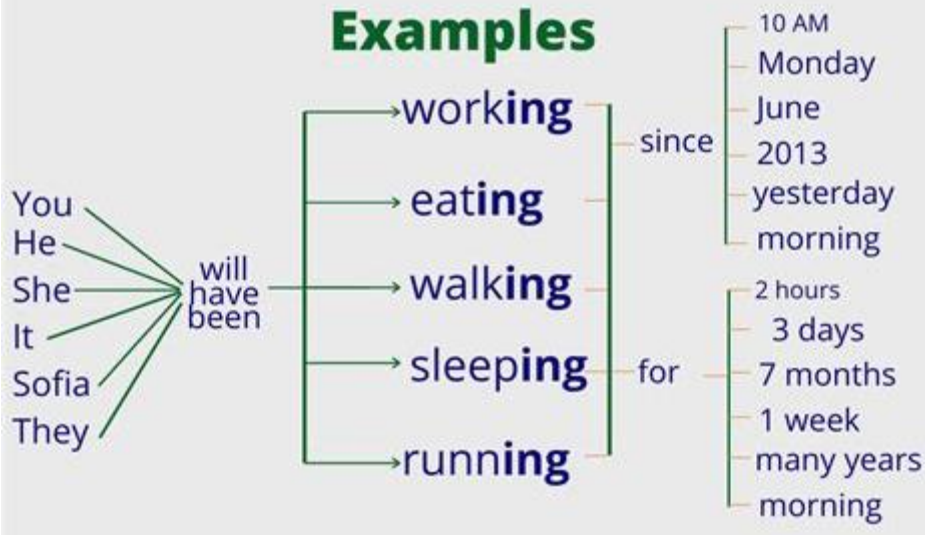 Examples
You
He
She
It
Sofia
They
will
have
been
working
eating
walking
sleeping
running
since
10 AM
Monday
June
2013
yesterday
morning
for
2 hours
3 days
7 months
1 week
many years
morning